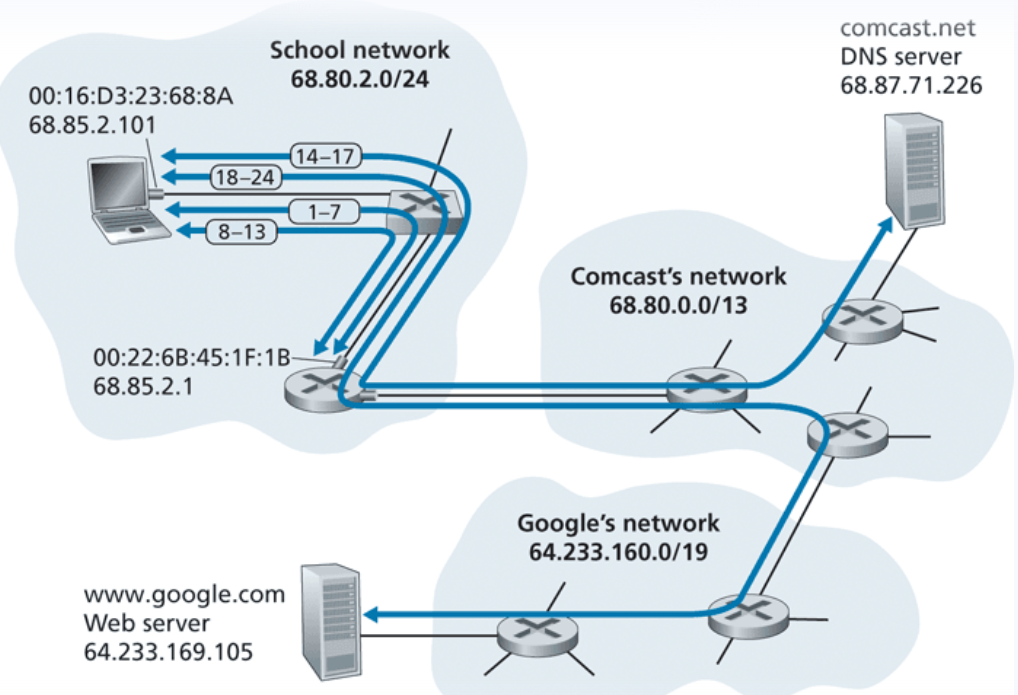 School network
68.80.2.0/24
comcast.net
DNS server
68.87.71.226
00:16:D3:23:68:8A
68.85.2.101
14–17
18–24
1–7
8–13
Comcast's network
68.80.0.0/13
00:22:6B:45:1F:1B
68.85.2.1
Google's network
64.233.160.0/19
www.google.com
Web server
64.233.169.105